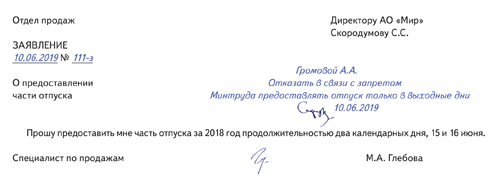 Отдел продаж
Директору АО «Мир»
Скородумову С.С.
ЗАЯВЛЕНИЕ
10.06.2019 № 111-з
Громовой А.А.
О предоставлении
Отказать в связи с запретом
части отпуска
Минтруда предоставлять отпуск только в выходные дни
10.06.2019
Прошу предоставить мне часть отпуска за 2018 год продолжительностью два календарных дня, 15 и 16 июня.
Специалист по продажам
М.А. Глебова